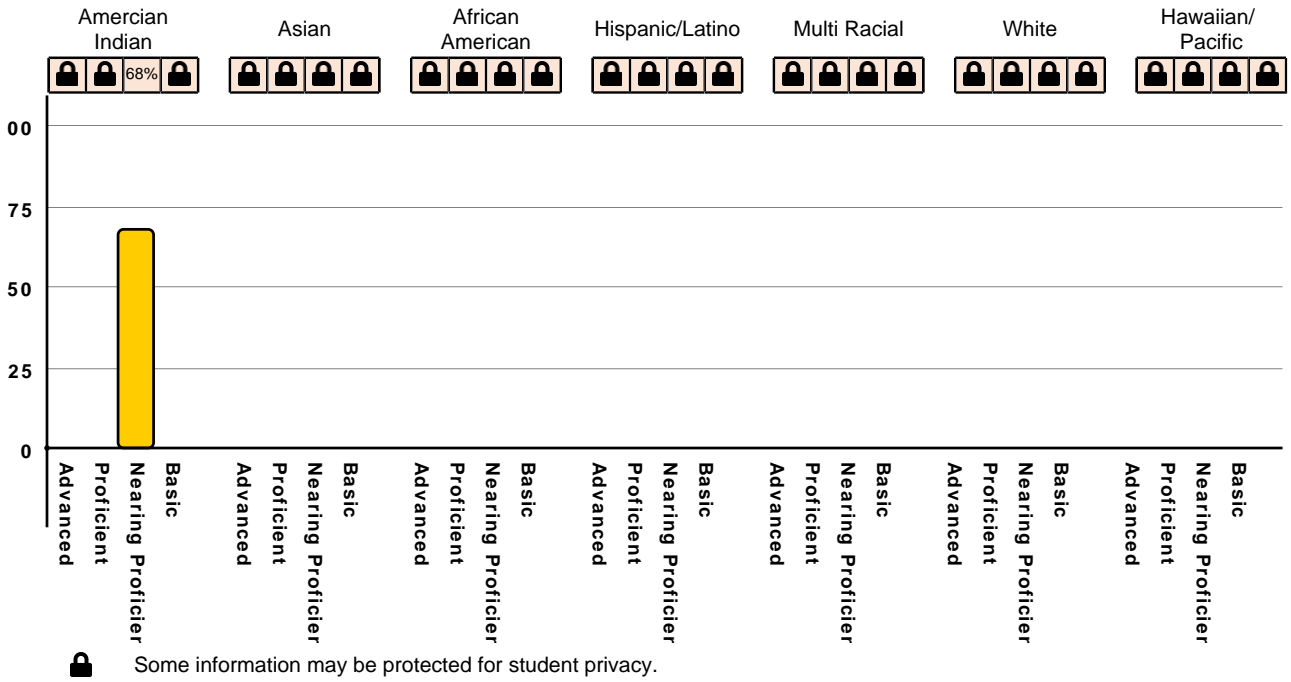 Amercian
Indian
Asian
African
American
Hispanic/Latino
Multi Racial
White
Hawaiian/
Pacific
68%
00
75
50
25
0
Advanced
Proficient
Nearing Proficier
Basic
Advanced
Proficient
Nearing Proficier
Basic
Advanced
Proficient
Nearing Proficier
Basic
Advanced
Proficient
Nearing Proficier
Basic
Advanced
Proficient
Nearing Proficier
Basic
Advanced
Proficient
Nearing Proficier
Basic
Advanced
Proficient
Nearing Proficier
Basic
Some information may be protected for student privacy.